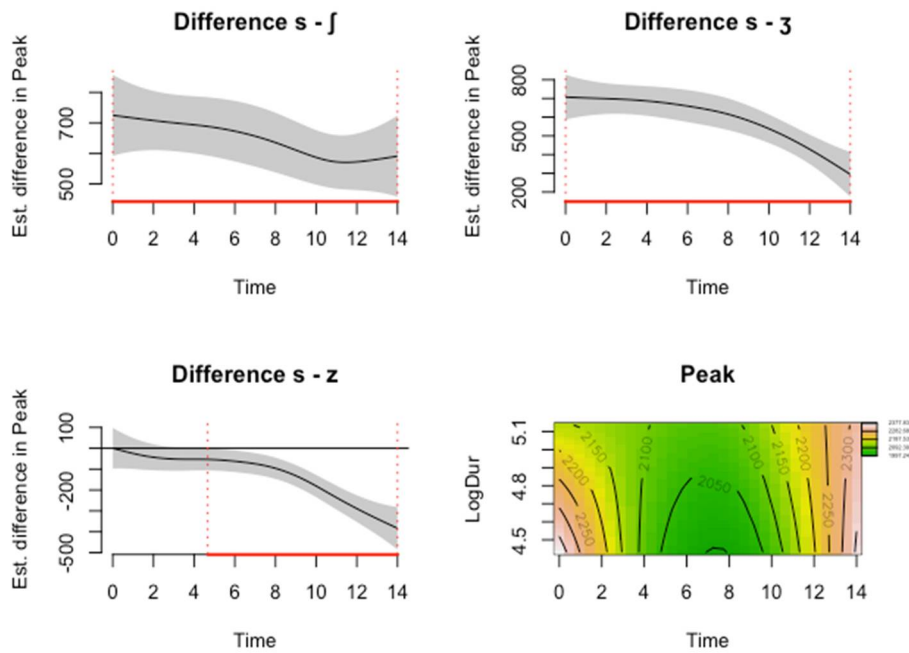 Difference s - ʃ
Est. difference in Peak
700
500
0 2 4 6 8 10 12 14
Time
Difference s - ʒ
Est. difference in Peak
800
500
200
0 2 4 6 8 10 12 14
Time
Difference s - z
Est. difference in Peak
100
-200
-500
0 2 4 6 8 10 12 14
Time
Peak
LogDur
5.1
4.8
4.5
2150
2200
2250
2100
2050
2100
2150
2200
2250
2300
0 2 4 6 8 10 12 14
Time